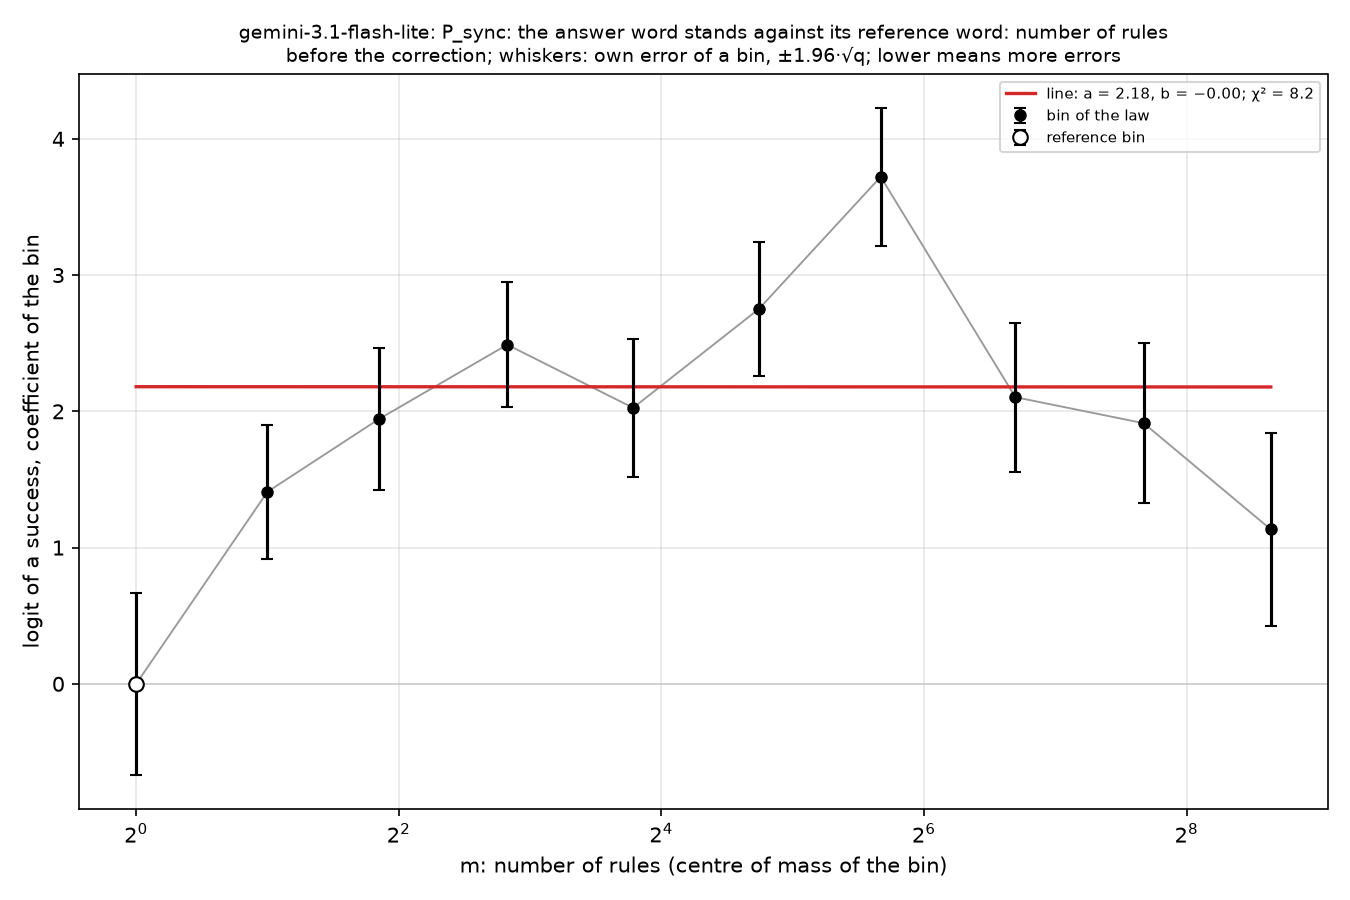 gemini-3.1-flash-lite: P_sync: the answer word stands against its reference word: number of rules
before the correction; whiskers: own error of a bin, ±1.96·√q; lower means more errors
line: a = 2.18, b = −0.00; χ² = 8.2
bin of the law
reference bin
logit of a success, coefficient of the bin
4
3
2
1
0
2⁰
2²
2⁴
2⁶
2⁸
m: number of rules (centre of mass of the bin)